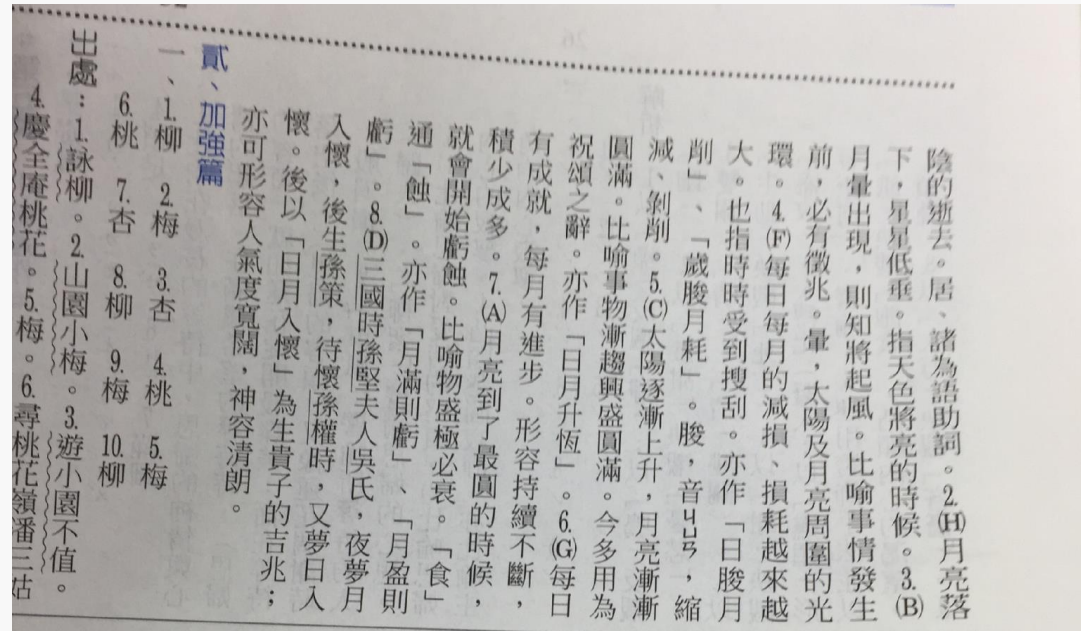 陰的逝去。居、諸為語助詞。2.(H)月亮落
下，星星低垂。指天色將亮的時候。3.(B)
月暈出現，則知將起風。比喻事情發生
前，必有徵兆。暈，太陽及月亮周圍的光
環。4.(F)每日每月的減損、損耗越來越
大。也指時時受到搜刮。亦作「日朘月
削」、「歲朘月耗」。朘，音ㄐㄩㄢ，縮
減、剝削。5.(C)太陽逐漸上升，月亮漸漸
圓滿。比喻事物漸趨興盛圓滿。今多用為
祝頌之辭。亦作「日月升恆」。6.(G)每日
有成就，每月有進步。形容持續不斷，
積少成多。7.(A)月亮到了最圓的時候，
就會開始虧蝕。比喻物盛極必衰。「食」
通「蝕」。亦作「月滿則虧」、「月盈則
虧」。8.(D)三國時孫堅夫人吳氏，夜夢月
入懷，後生孫策，待懷孫權時，又夢日入
懷。後以「日月入懷」為生貴子的吉兆；
亦可形容人氣度寬闊，神容清朗。
貳、加強篇
一、1.柳 2.梅 3.杏 4.桃 5.梅
6.桃 7.杏 8.柳 9.梅 10.柳
出處：1.詠柳。2.山園小梅。3.遊小園不值。
4.慶全庵桃花。5.梅。6.尋桃花嶺潘三姑